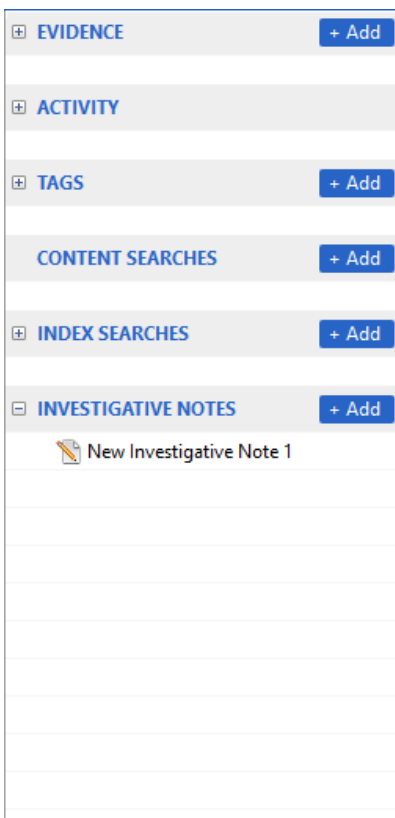 EVIDENCE + Add
ACTIVITY
TAGS + Add
CONTENT SEARCHES + Add
INDEX SEARCHES + Add
INVESTIGATIVE NOTES + Add
New Investigative Note 1